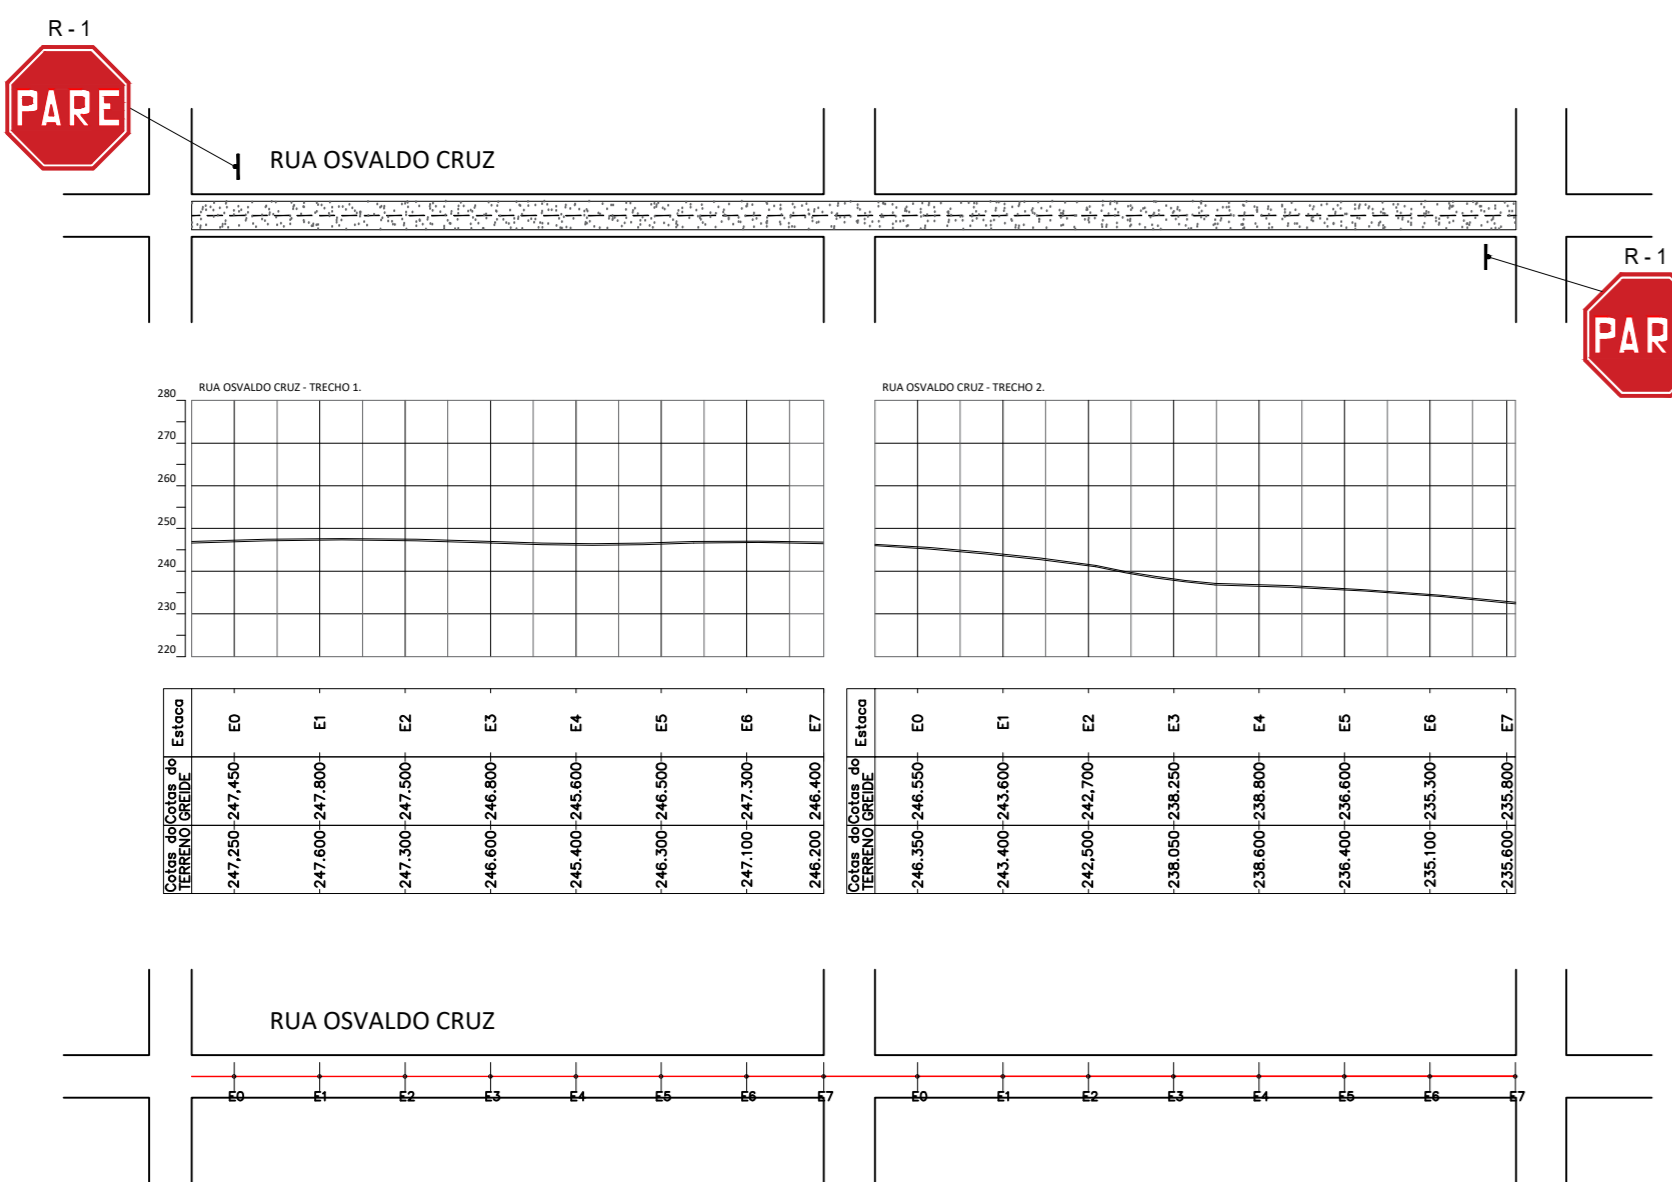 R - 1
PARE
RUA OSVALDO CRUZ
R - 1
PAR
RUA OSVALDO CRUZ - TRECHO 1.
RUA OSVALDO CRUZ - TRECHO 2.
280
270
260
250
240
230
220
Estaca E0 E1 E2 E3 E4 E5 E6 E7
Cotas do GREIDE 247,450 247.800 247.500 246.800 245.600 246.500 247.300 246.400
Cotas do TERRENO 247,250 247.600 247.300 246.600 245.400 246.300 247.100 246.200
Estaca E0 E1 E2 E3 E4 E5 E6 E7
Cotas do GREIDE 246.550 243.600 242,700 238.250 238.800 236.600 235.300 235.800
Cotas do TERRENO 246.350 243.400 242,500 238.050 238.600 236.400 235.100 235.600
RUA OSVALDO CRUZ
E0 E1 E2 E3 E4 E5 E6 E7 E0 E1 E2 E3 E4 E5 E6 E7